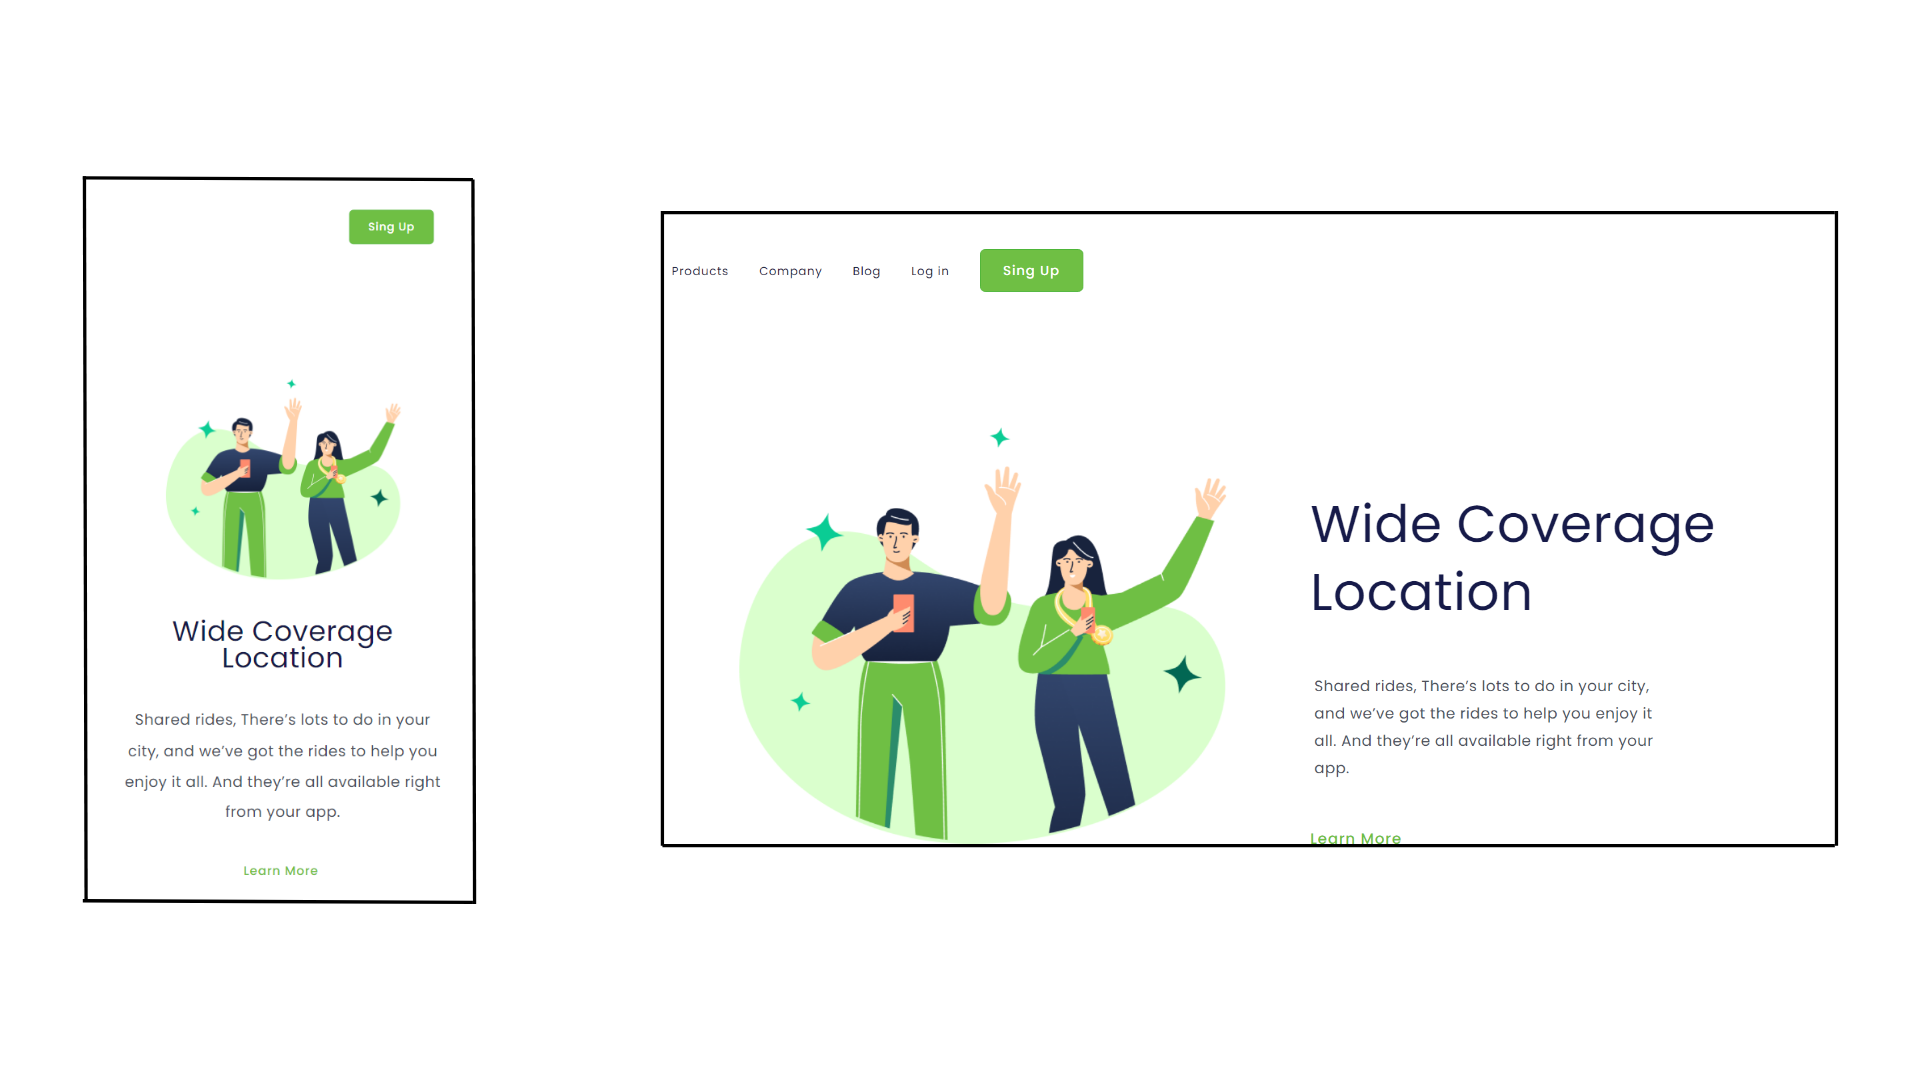 Sing Up
Wide Coverage
Location
Shared rides, There’s lots to do in your
city, and we’ve got the rides to help you
enjoy it all. And they’re all available right
from your app.
Learn More
Products Company Blog Log in Sing Up
Wide Coverage
Location
Shared rides, There’s lots to do in your city,
and we’ve got the rides to help you enjoy it
all. And they’re all available right from your
app.
Learn More